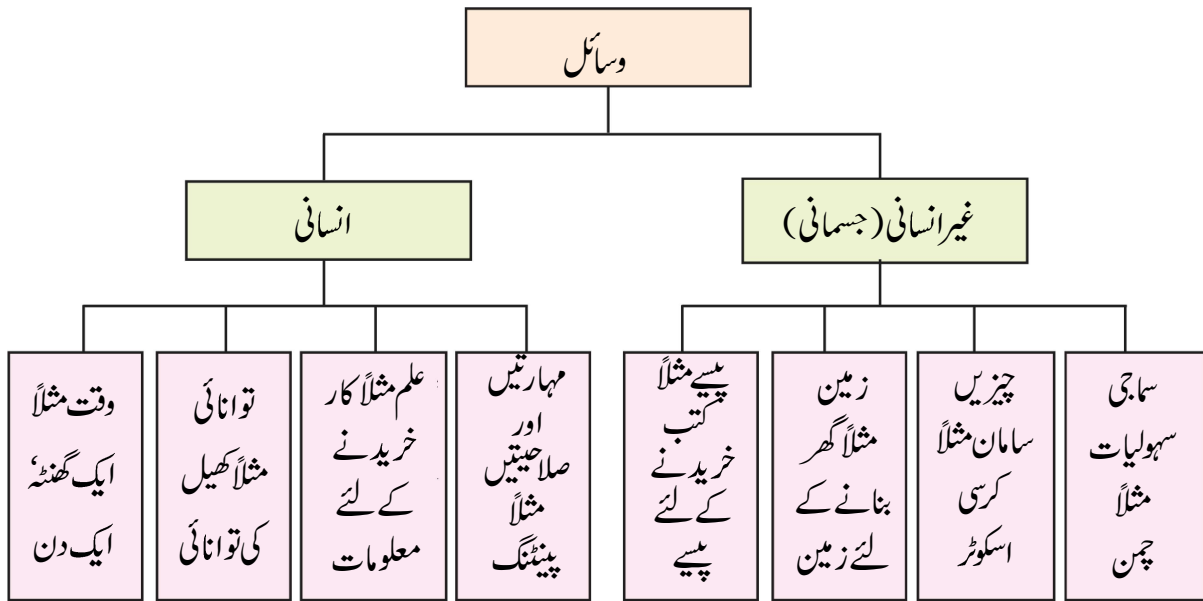 وسائل
غیرانسانی (جسمانی)
انسانی
سماجی
سہولیات
مثلاً
چمن
چیزیں
سامان مثلاً
کرسی
اسکوٹر
زمین
مثلاً گھر
بنانے کے
لئے زمین
پیسے مثلاً
کتب
خریدنے
کے لئے
پیسے
مہارتیں
اور
صلاحیتیں
مثلاً
پینٹنگ
علم مثلاً کار
خریدنے
کے لئے
معلومات
توانائی
مثلاً کھیل
کی توانائی
وقت مثلاً
ایک گھنٹہ‘
ایک دن